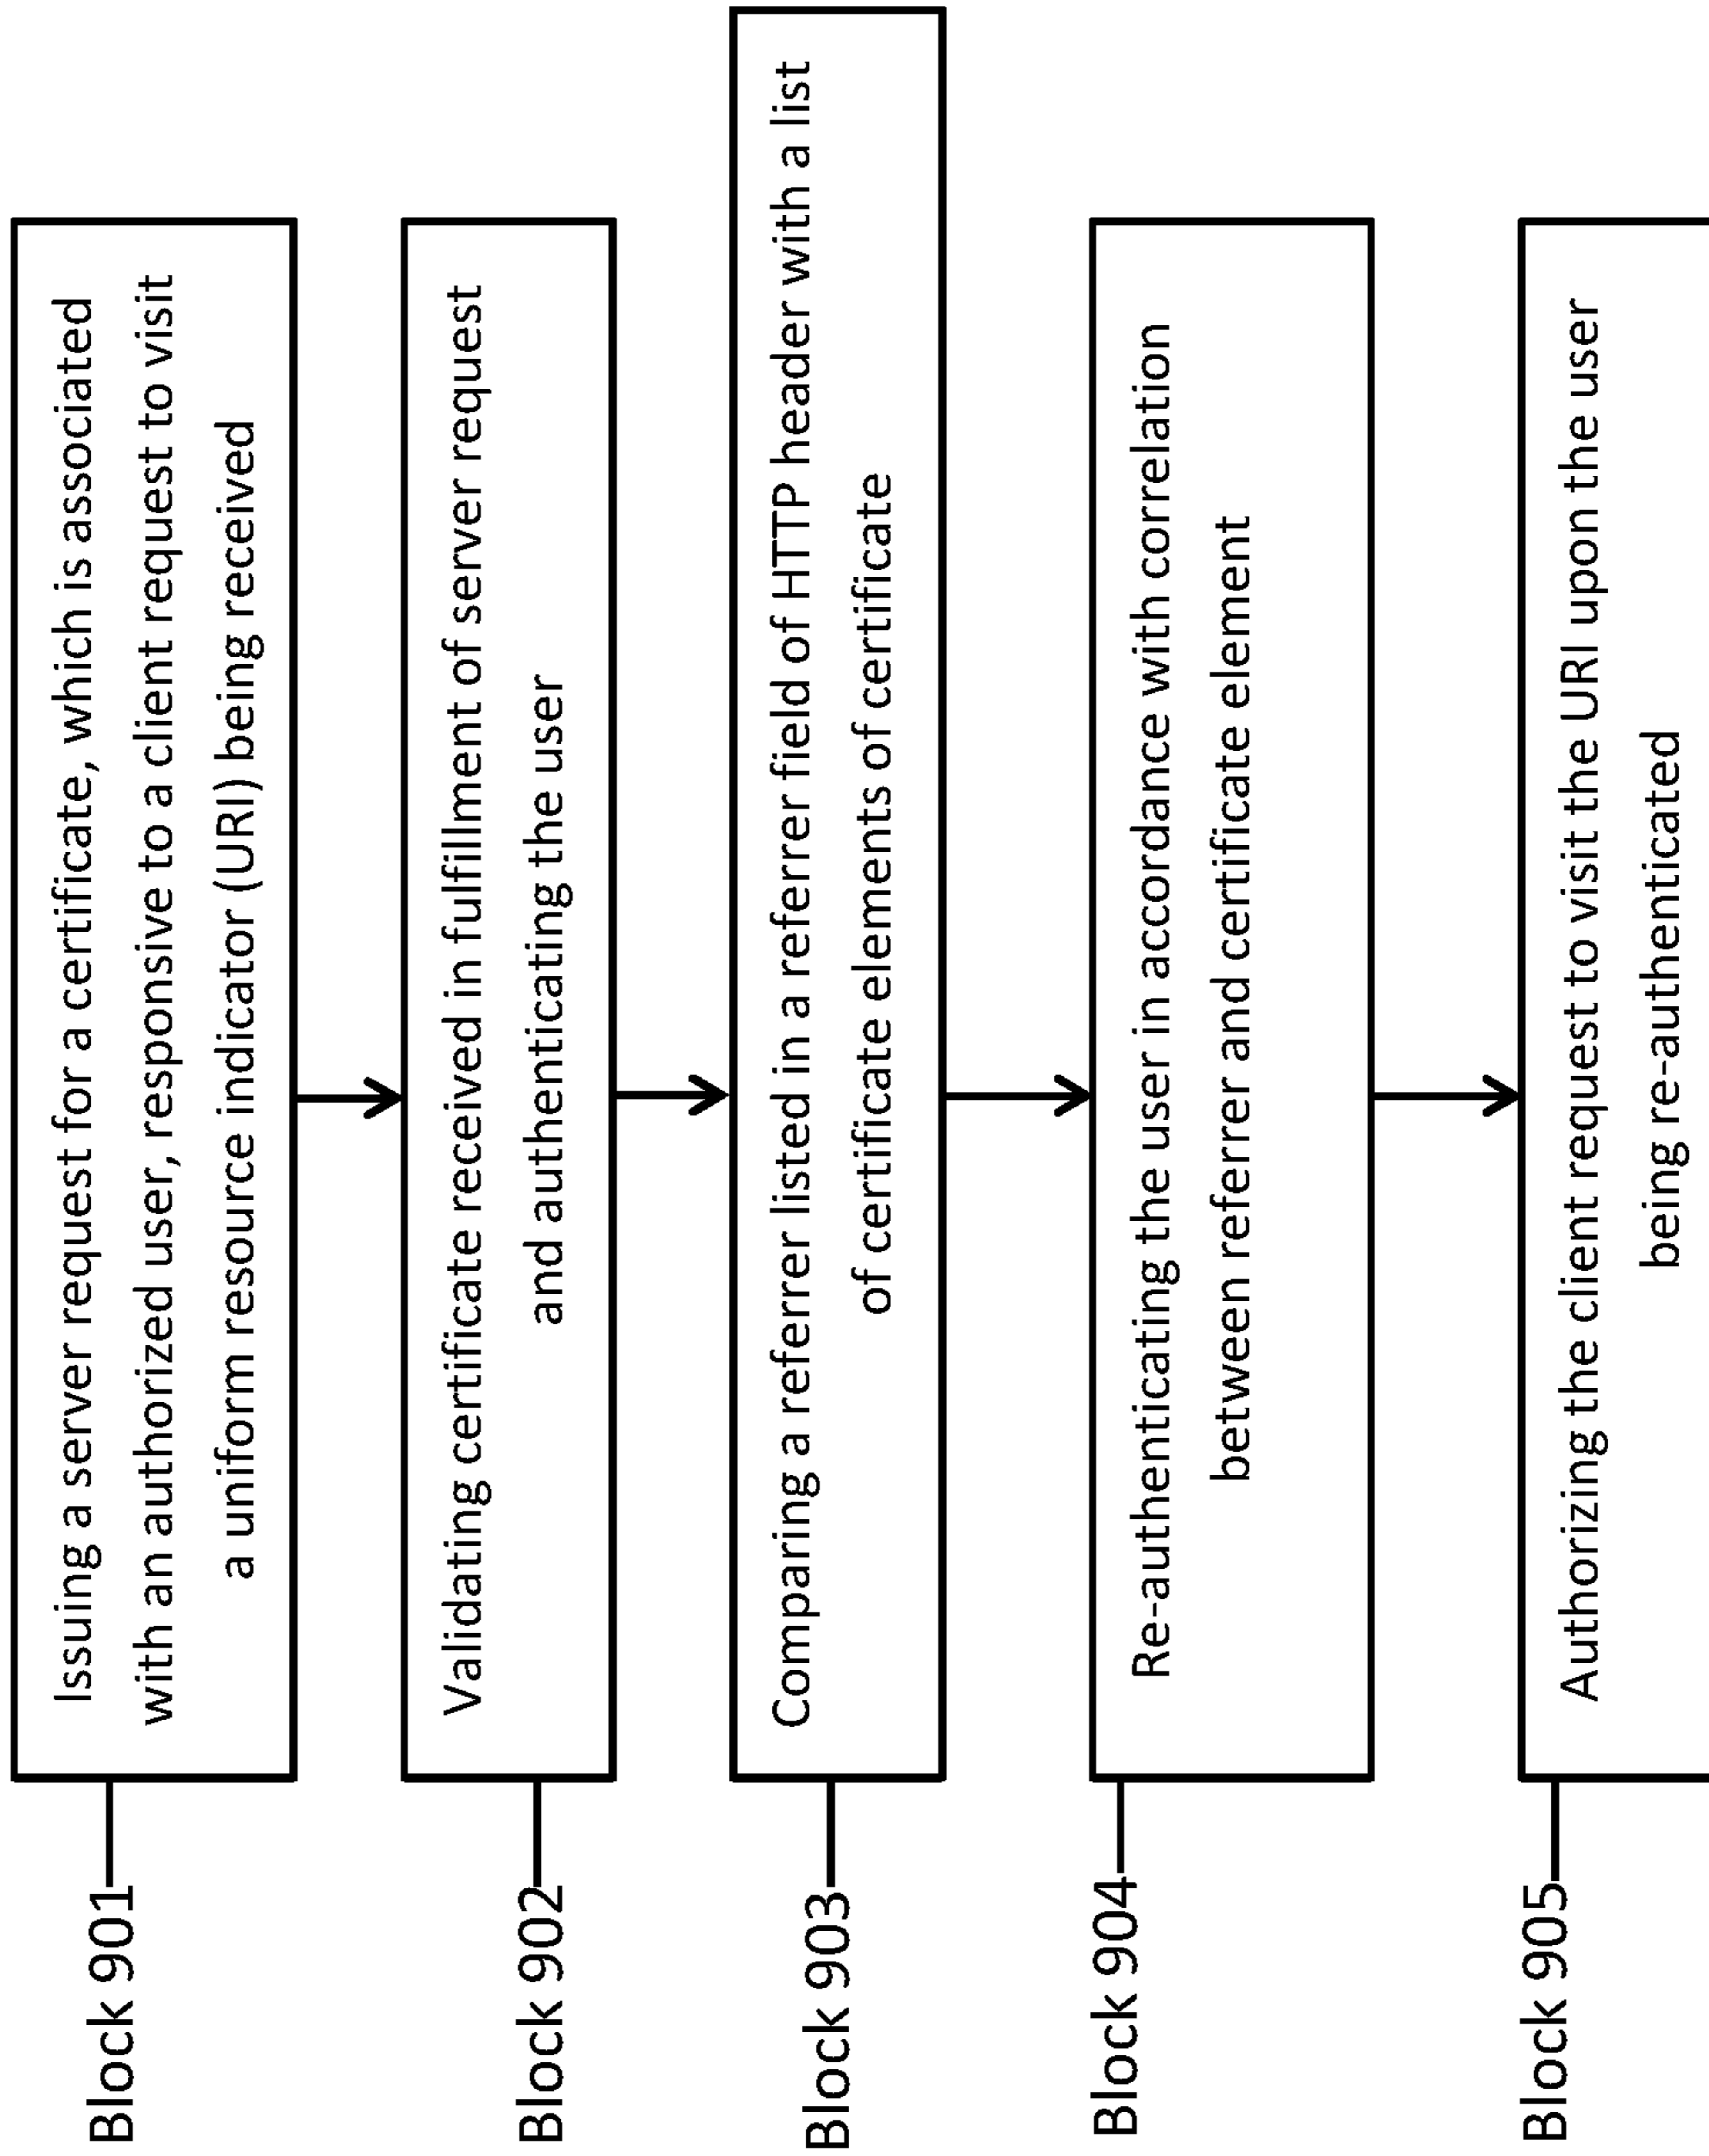 Block 901
Issuing a server request for a certificate, which is associated
with an authorized user, responsive to a client request to visit
a uniform resource indicator (URI) being received
Block 902
Validating certificate received in fulfillment of server request
and authenticating the user
Block 903
Comparing a referrer listed in a referrer field of HTTP header with a list
of certificate elements of certificate
Block 904
Re-authenticating the user in accordance with correlation
between referrer and certificate element
Block 905
Authorizing the client request to visit the URI upon the user
being re-authenticated